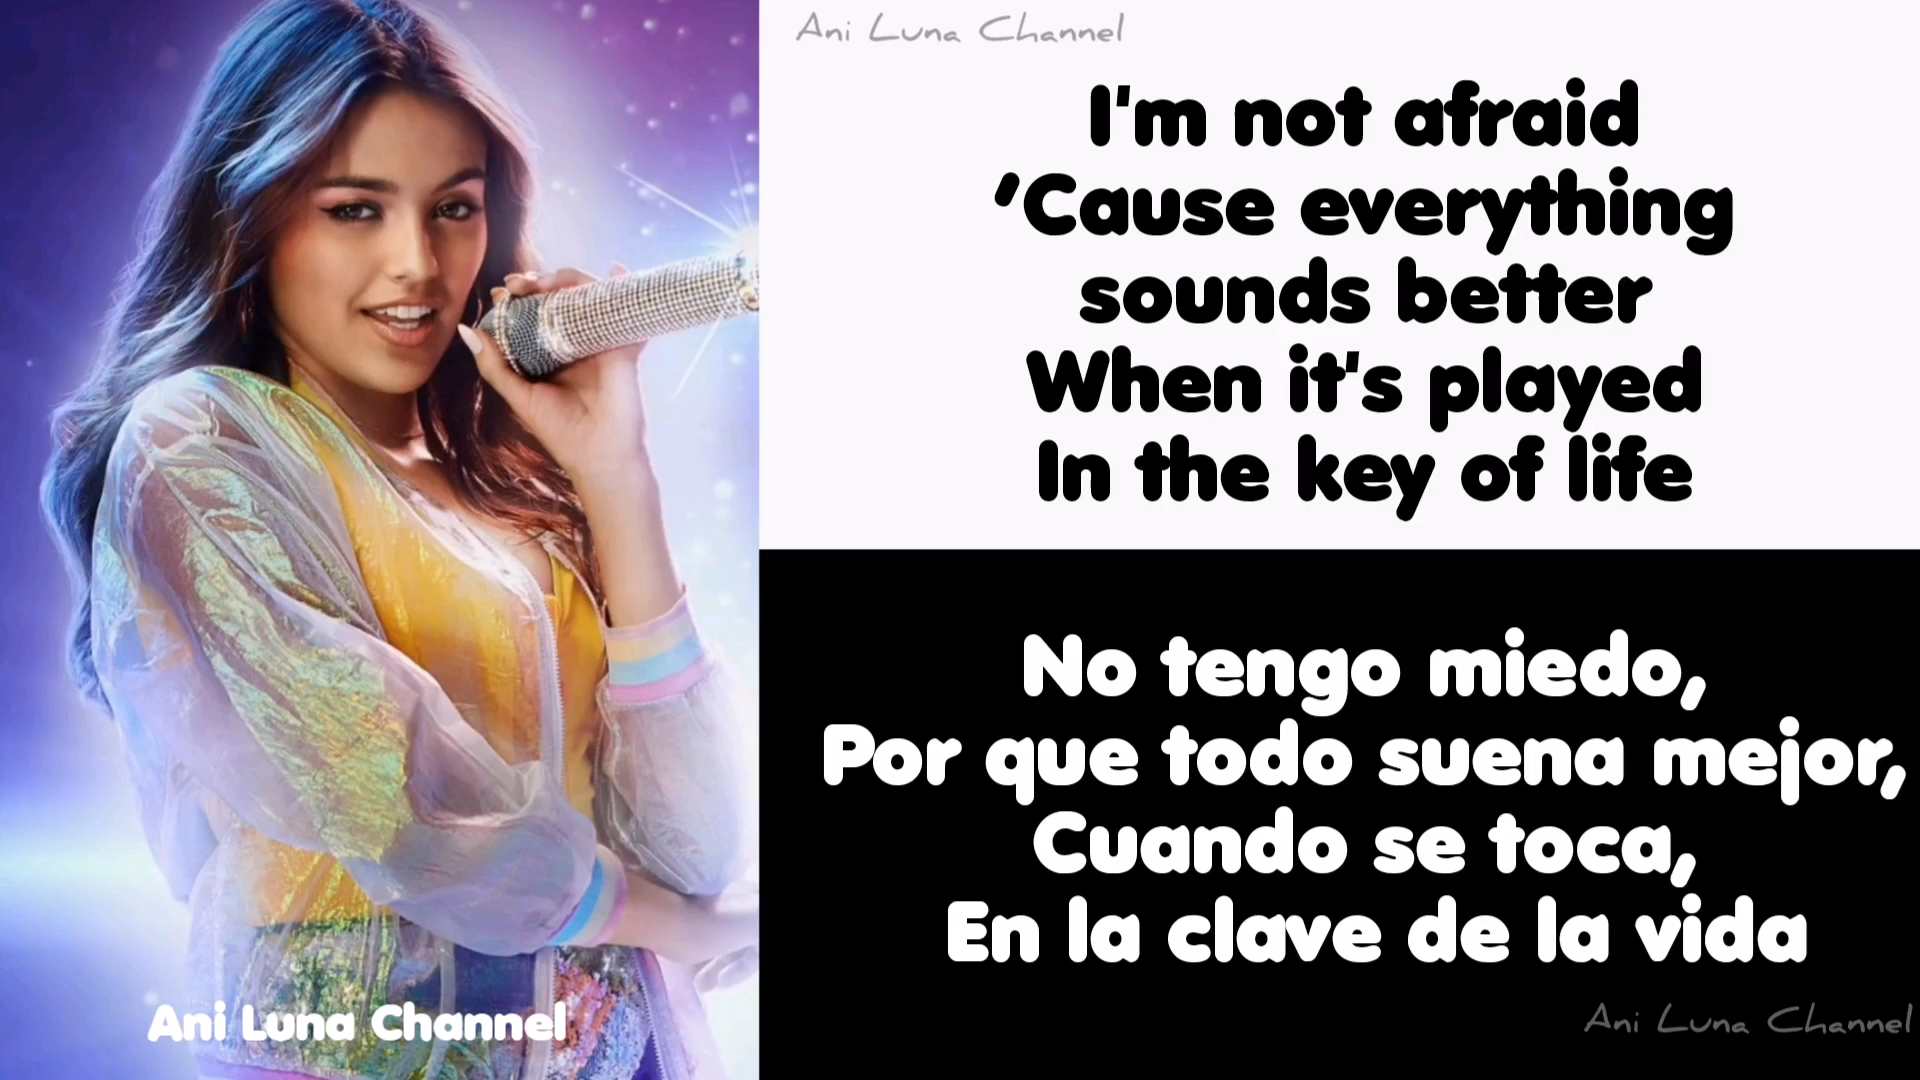 Ani Luna Channel
I'm not afraid
'Cause everything
sounds better
When it's played
In the key of life
No tengo miedo,
Por que todo suena mejor,
Cuando se toca,
En la clave de la vida
Ani Luna Channel
Ani Luna Channel